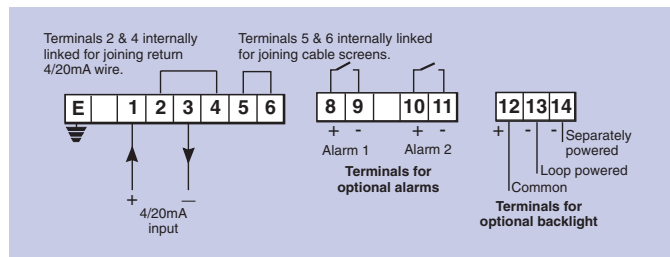 Terminals 2 & 4 internally
linked for joining return
4/20mA wire.
Terminals 5 & 6 internally linked
for joining cable screens.
E 1 2 3 4 5 6
8 9 10 11
12 13 14
+ - + -
Alarm 1 Alarm 2
Terminals for
optional alarms
+ - -
Separately
powered
Loop powered
Common
Terminals for
optional backlight
+ —
4/20mA
input